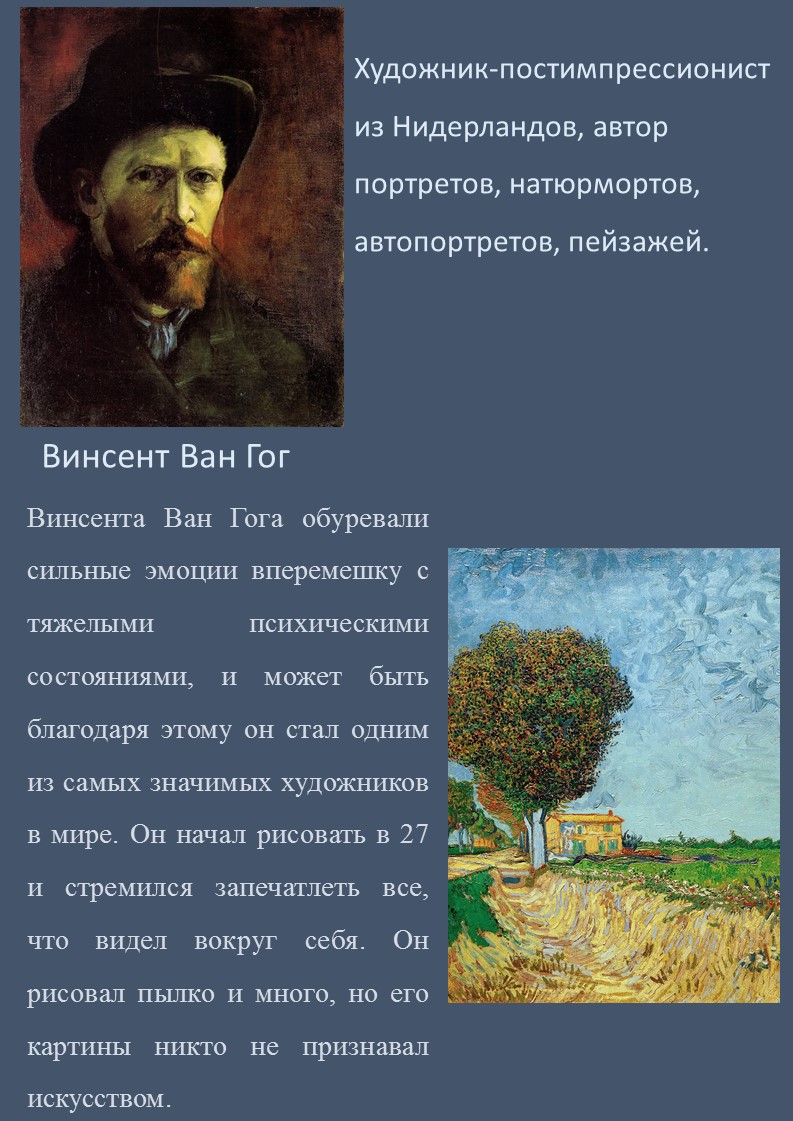 Художник-постимпрессионист
из Нидерландов, автор
портретов, натюрмортов,
автопортретов, пейзажей.
Винсент Ван Гог
Винсента Ван Гога обуревали
сильные эмоции вперемешку с
тяжелыми психическими
состояниями, и может быть
благодаря этому он стал одним
из самых значимых художников
в мире. Он начал рисовать в 27
и стремился запечатлеть все,
что видел вокруг себя. Он
рисовал пылко и много, но его
картины никто не признавал
искусством.